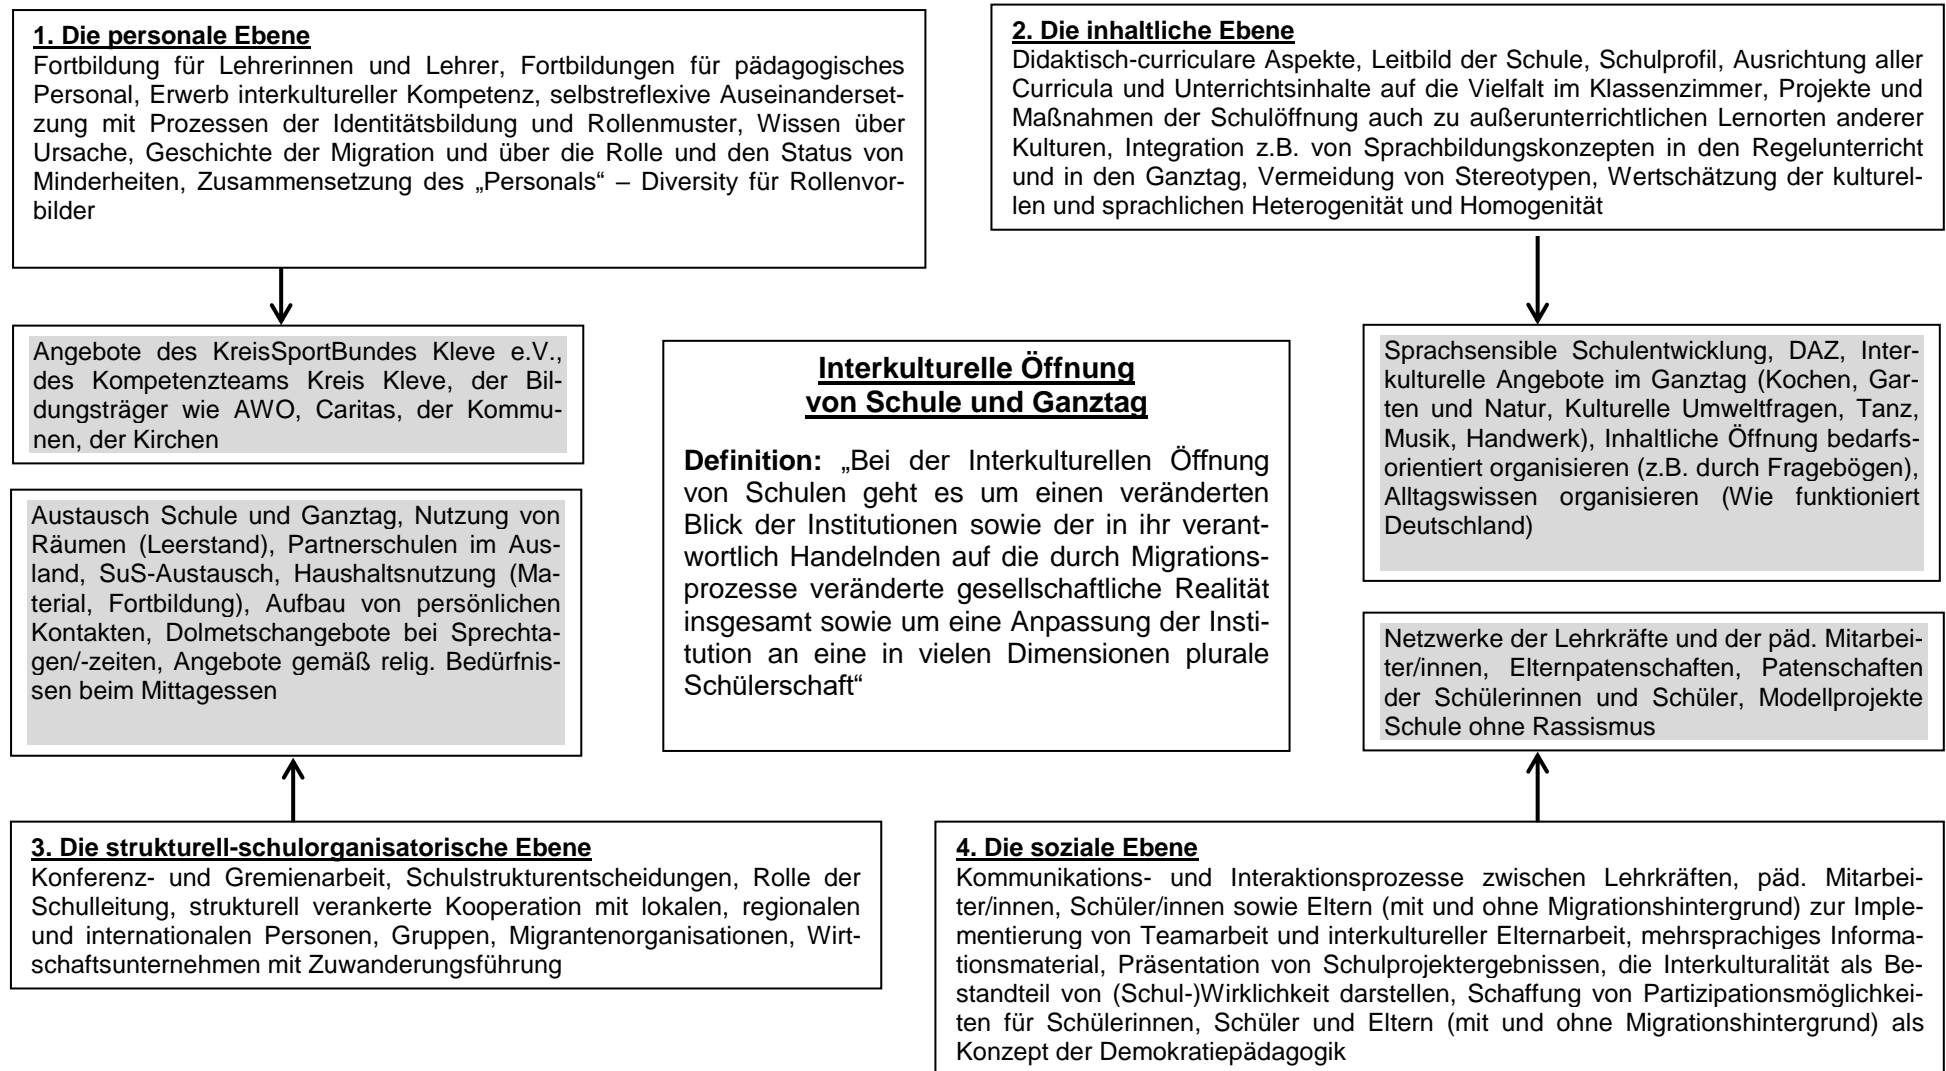 1. Die personale Ebene
Fortbildung für Lehrerinnen und Lehrer, Fortbildungen für pädagogisches
Personal, Erwerb interkultureller Kompetenz, selbstreflexive Auseinanderset-
zung mit Prozessen der Identitätsbildung und Rollenmuster, Wissen über
Ursache, Geschichte der Migration und über die Rolle und den Status von
Minderheiten, Zusammensetzung des „Personals“ – Diversity für Rollenvor-
bilder
2. Die inhaltliche Ebene
Didaktisch-curriculare Aspekte, Leitbild der Schule, Schulprofil, Ausrichtung aller
Curricula und Unterrichtsinhalte auf die Vielfalt im Klassenzimmer, Projekte und
Maßnahmen der Schulöffnung auch zu außerunterrichtlichen Lernorten anderer
Kulturen, Integration z.B. von Sprachbildungskonzepten in den Regelunterricht
und in den Ganztag, Vermeidung von Stereotypen, Wertschätzung der kulturel-
len und sprachlichen Heterogenität und Homogenität
Angebote des KreisSportBundes Kleve e.V.,
des Kompetenzteams Kreis Kleve, der Bil-
dungsträger wie AWO, Caritas, der Kommu-
nen, der Kirchen
Interkulturelle Öffnung
von Schule und Ganztag
Definition: „Bei der Interkulturellen Öffnung
von Schulen geht es um einen veränderten
Blick der Institutionen sowie der in ihr verant-
wortlich Handelnden auf die durch Migrations-
prozesse veränderte gesellschaftliche Realität
insgesamt sowie um eine Anpassung der Insti-
tution an eine in vielen Dimensionen plurale
Schülerschaft“
Sprachsensible Schulentwicklung, DAZ, Inter-
kulturelle Angebote im Ganztag (Kochen, Gar-
ten und Natur, Kulturelle Umweltfragen, Tanz,
Musik, Handwerk), Inhaltliche Öffnung bedarfs-
orientiert organisieren (z.B. durch Fragebögen),
Alltagswissen organisieren (Wie funktioniert
Deutschland)
Austausch Schule und Ganztag, Nutzung von
Räumen (Leerstand), Partnerschulen im Aus-
land, SuS-Austausch, Haushaltsnutzung (Ma-
terial, Fortbildung), Aufbau von persönlichen
Kontakten, Dolmetschangebote bei Sprechta-
gen/-zeiten, Angebote gemäß relig. Bedürfnis-
sen beim Mittagessen
Netzwerke der Lehrkräfte und der päd. Mitarbei-
ter/innen, Elternpatenschaften, Patenschaften
der Schülerinnen und Schüler, Modellprojekte
Schule ohne Rassismus
3. Die strukturell-schulorganisatorische Ebene
Konferenz- und Gremienarbeit, Schulstrukturentscheidungen, Rolle der
Schulleitung, strukturell verankerte Kooperation mit lokalen, regionalen
und internationalen Personen, Gruppen, Migrantenorganisationen, Wirt-
schaftsunternehmen mit Zuwanderungsführung
4. Die soziale Ebene
Kommunikations- und Interaktionsprozesse zwischen Lehrkräften, päd. Mitarbei-
ter/innen, Schüler/innen sowie Eltern (mit und ohne Migrationshintergrund) zur Imple-
mentierung von Teamarbeit und interkultureller Elternarbeit, mehrsprachiges Informa-
tionsmaterial, Präsentation von Schulprojektergebnissen, die Interkulturalität als Be-
standteil von (Schul-)Wirklichkeit darstellen, Schaffung von Partizipationsmöglichkei-
ten für Schülerinnen, Schüler und Eltern (mit und ohne Migrationshintergrund) als
Konzept der Demokratiepädagogik